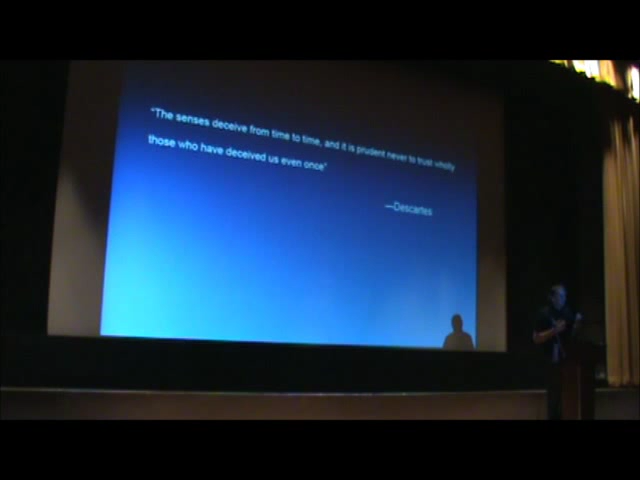 "The senses deceive from time to time, and it is prudent never to trust wholly
those who have deceived us even once"
—Descartes